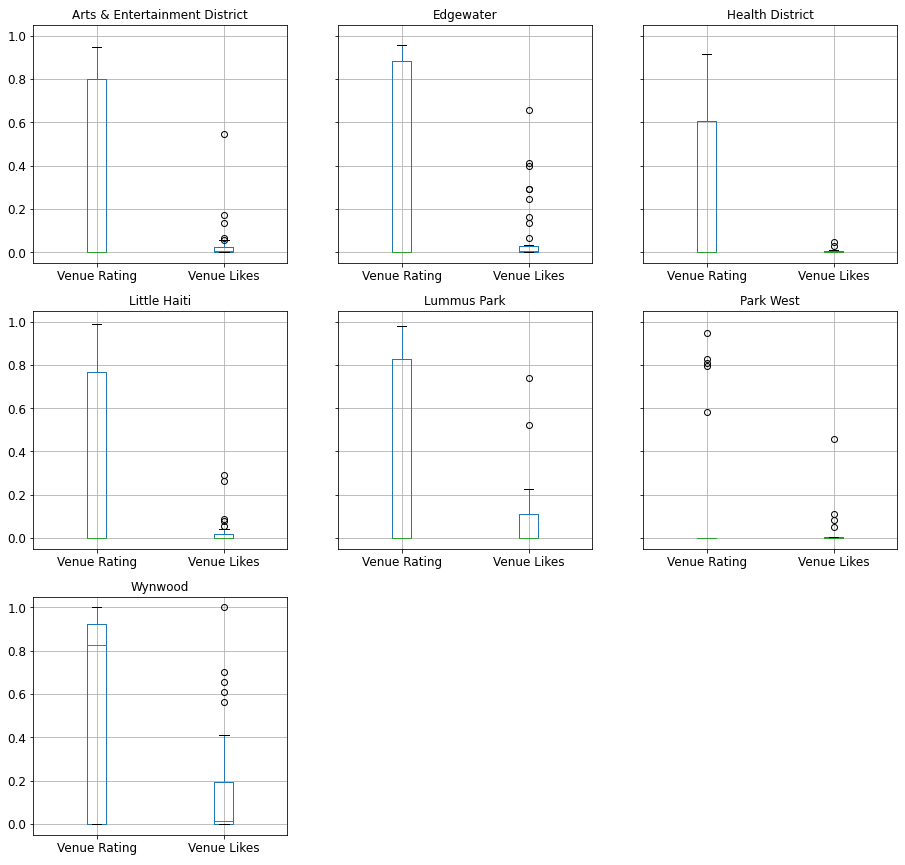 Arts & Entertainment District
Edgewater
Health District
1.0
0.8
0.6
0.4
0.2
0.0
Venue Rating
Venue Likes
Venue Rating
Venue Likes
Venue Rating
Venue Likes
Little Haiti
Lummus Park
Park West
1.0
0.8
0.6
0.4
0.2
0.0
Venue Rating
Venue Likes
Venue Rating
Venue Likes
Venue Rating
Venue Likes
Wynwood
1.0
0.8
0.6
0.4
0.2
0.0
Venue Rating
Venue Likes